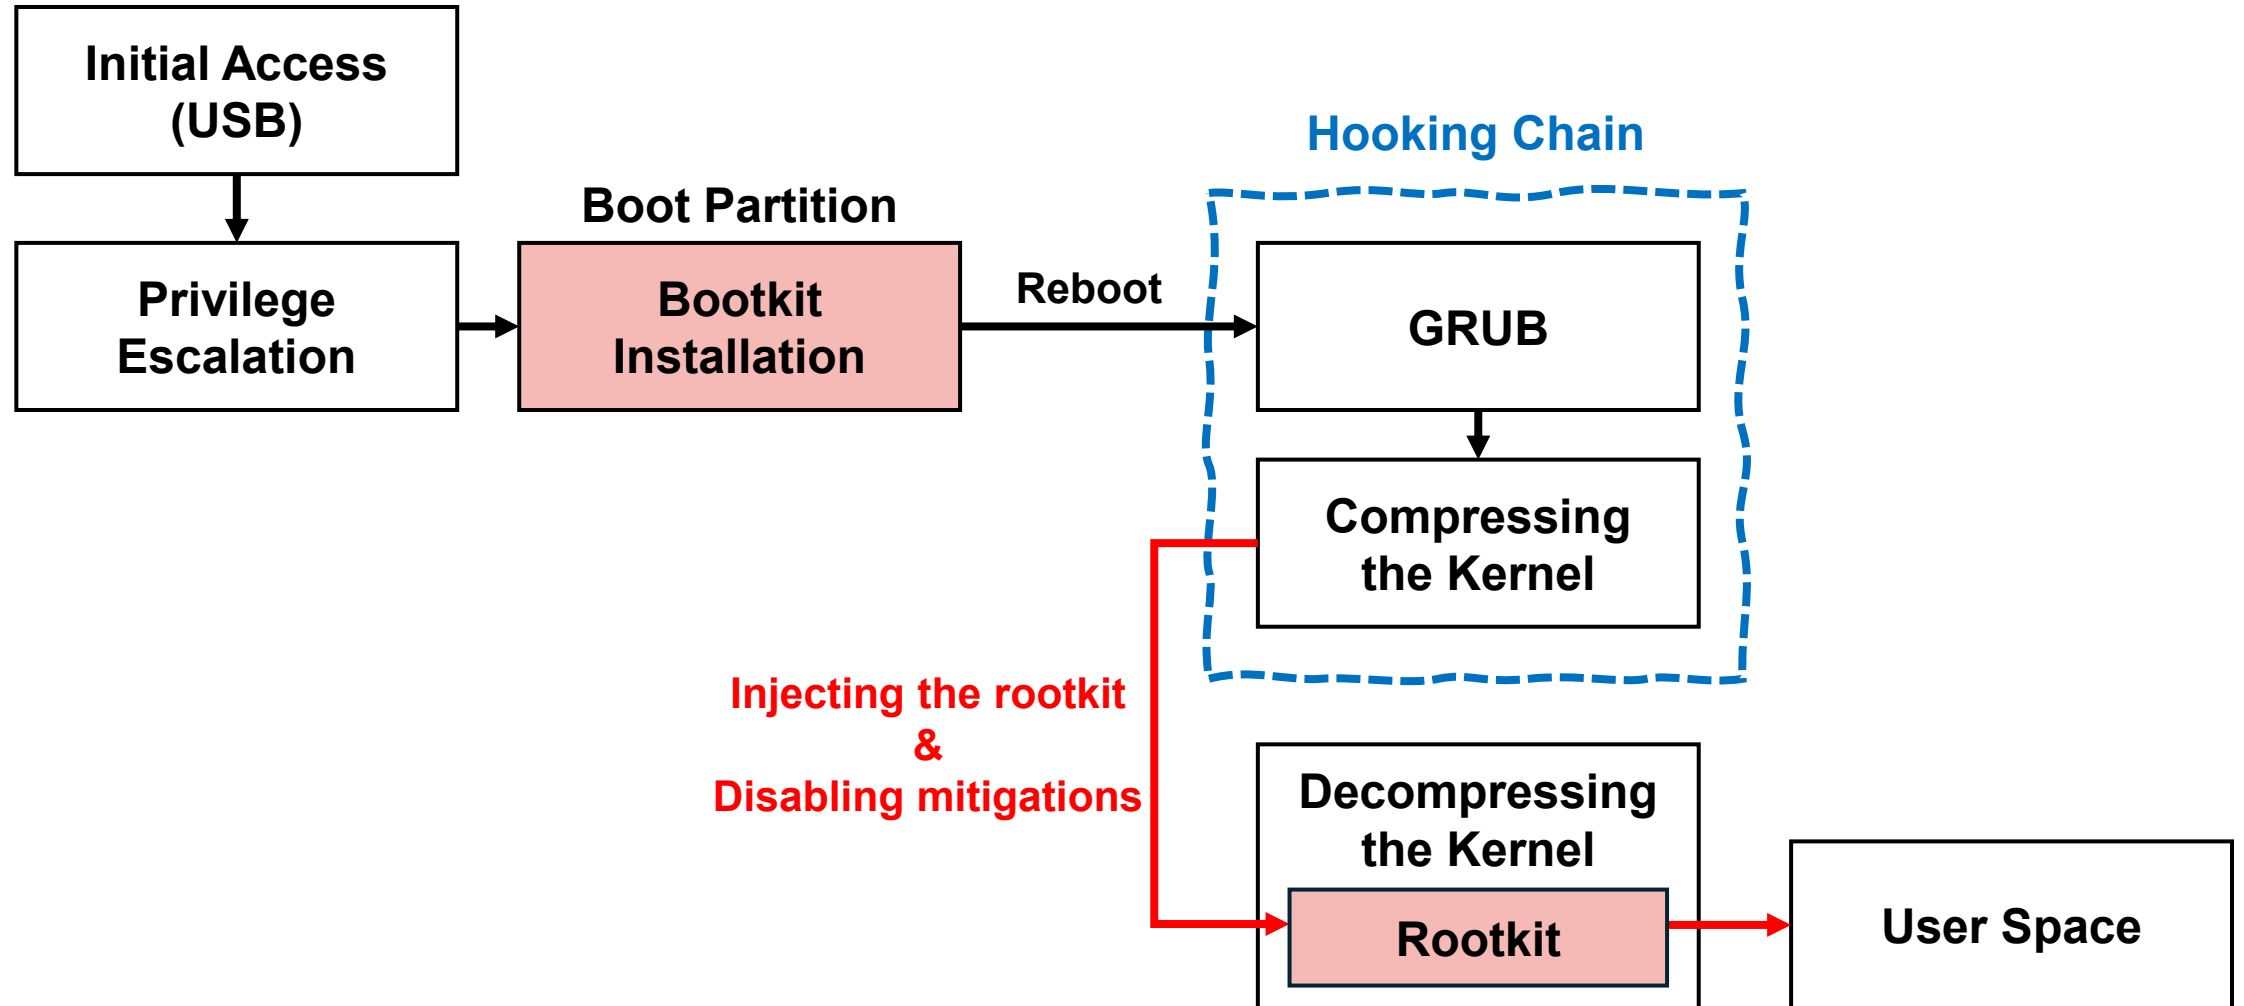 Initial Access
(USB)
Privilege
Escalation
Boot Partition
Bootkit
Installation
Reboot
Hooking Chain
GRUB
Compressing
the Kernel
Injecting the rootkit
&
Disabling mitigations
Decompressing
the Kernel
Rootkit
User Space